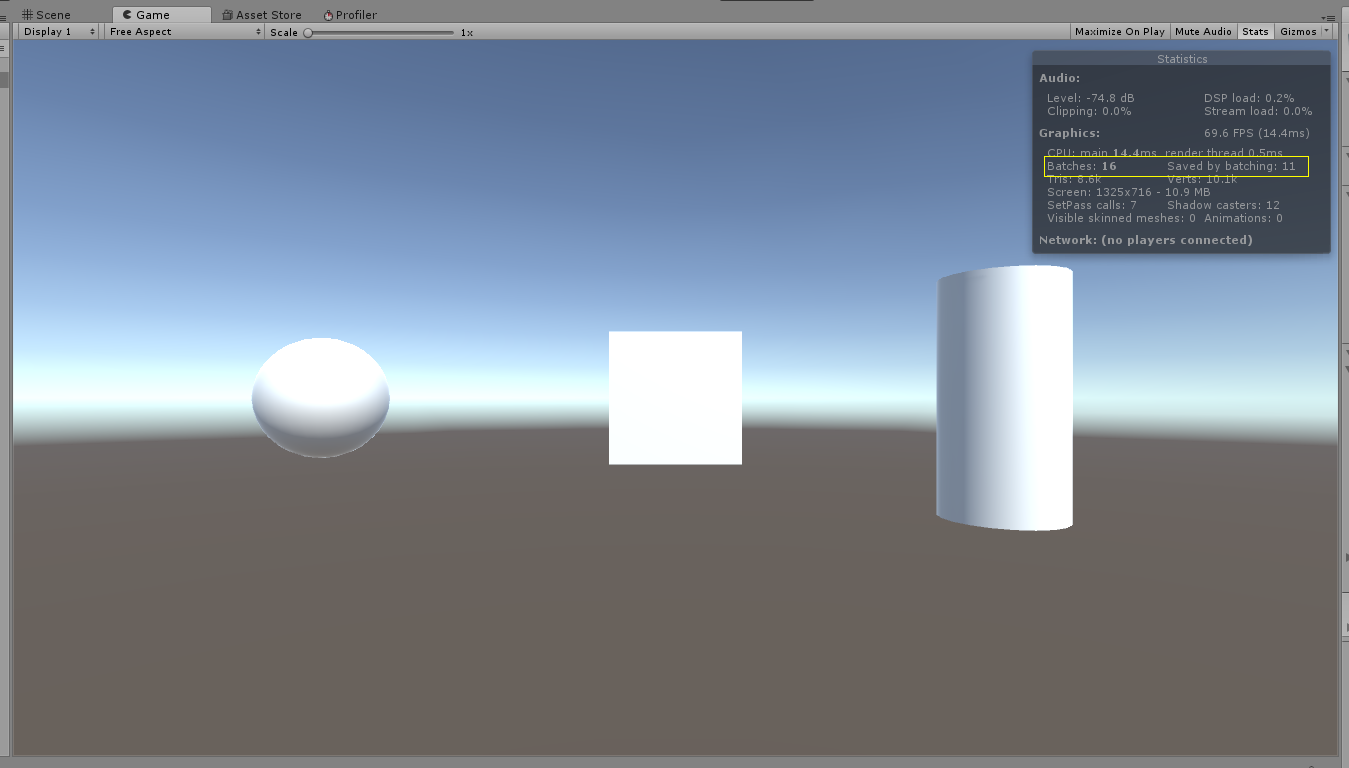 Scene Game Asset Store Profiler
Display 1 Free Aspect Scale 1x Maximize On Play Mute Audio Stats Gizmos
Statistics
Audio:
Level: -74.8 dB DSP load: 0.2%
Clipping: 0.0% Stream load: 0.0%
Graphics: 69.6 FPS (14.4ms)
CPU: main 14.4ms render thread 0.5ms
Batches: 16 Saved by batching: 11
Tris: 8.6k Verts: 10.1k
Screen: 1325x716 - 10.9 MB
SetPass calls: 7 Shadow casters: 12
Visible skinned meshes: 0 Animations: 0
Network: (no players connected)